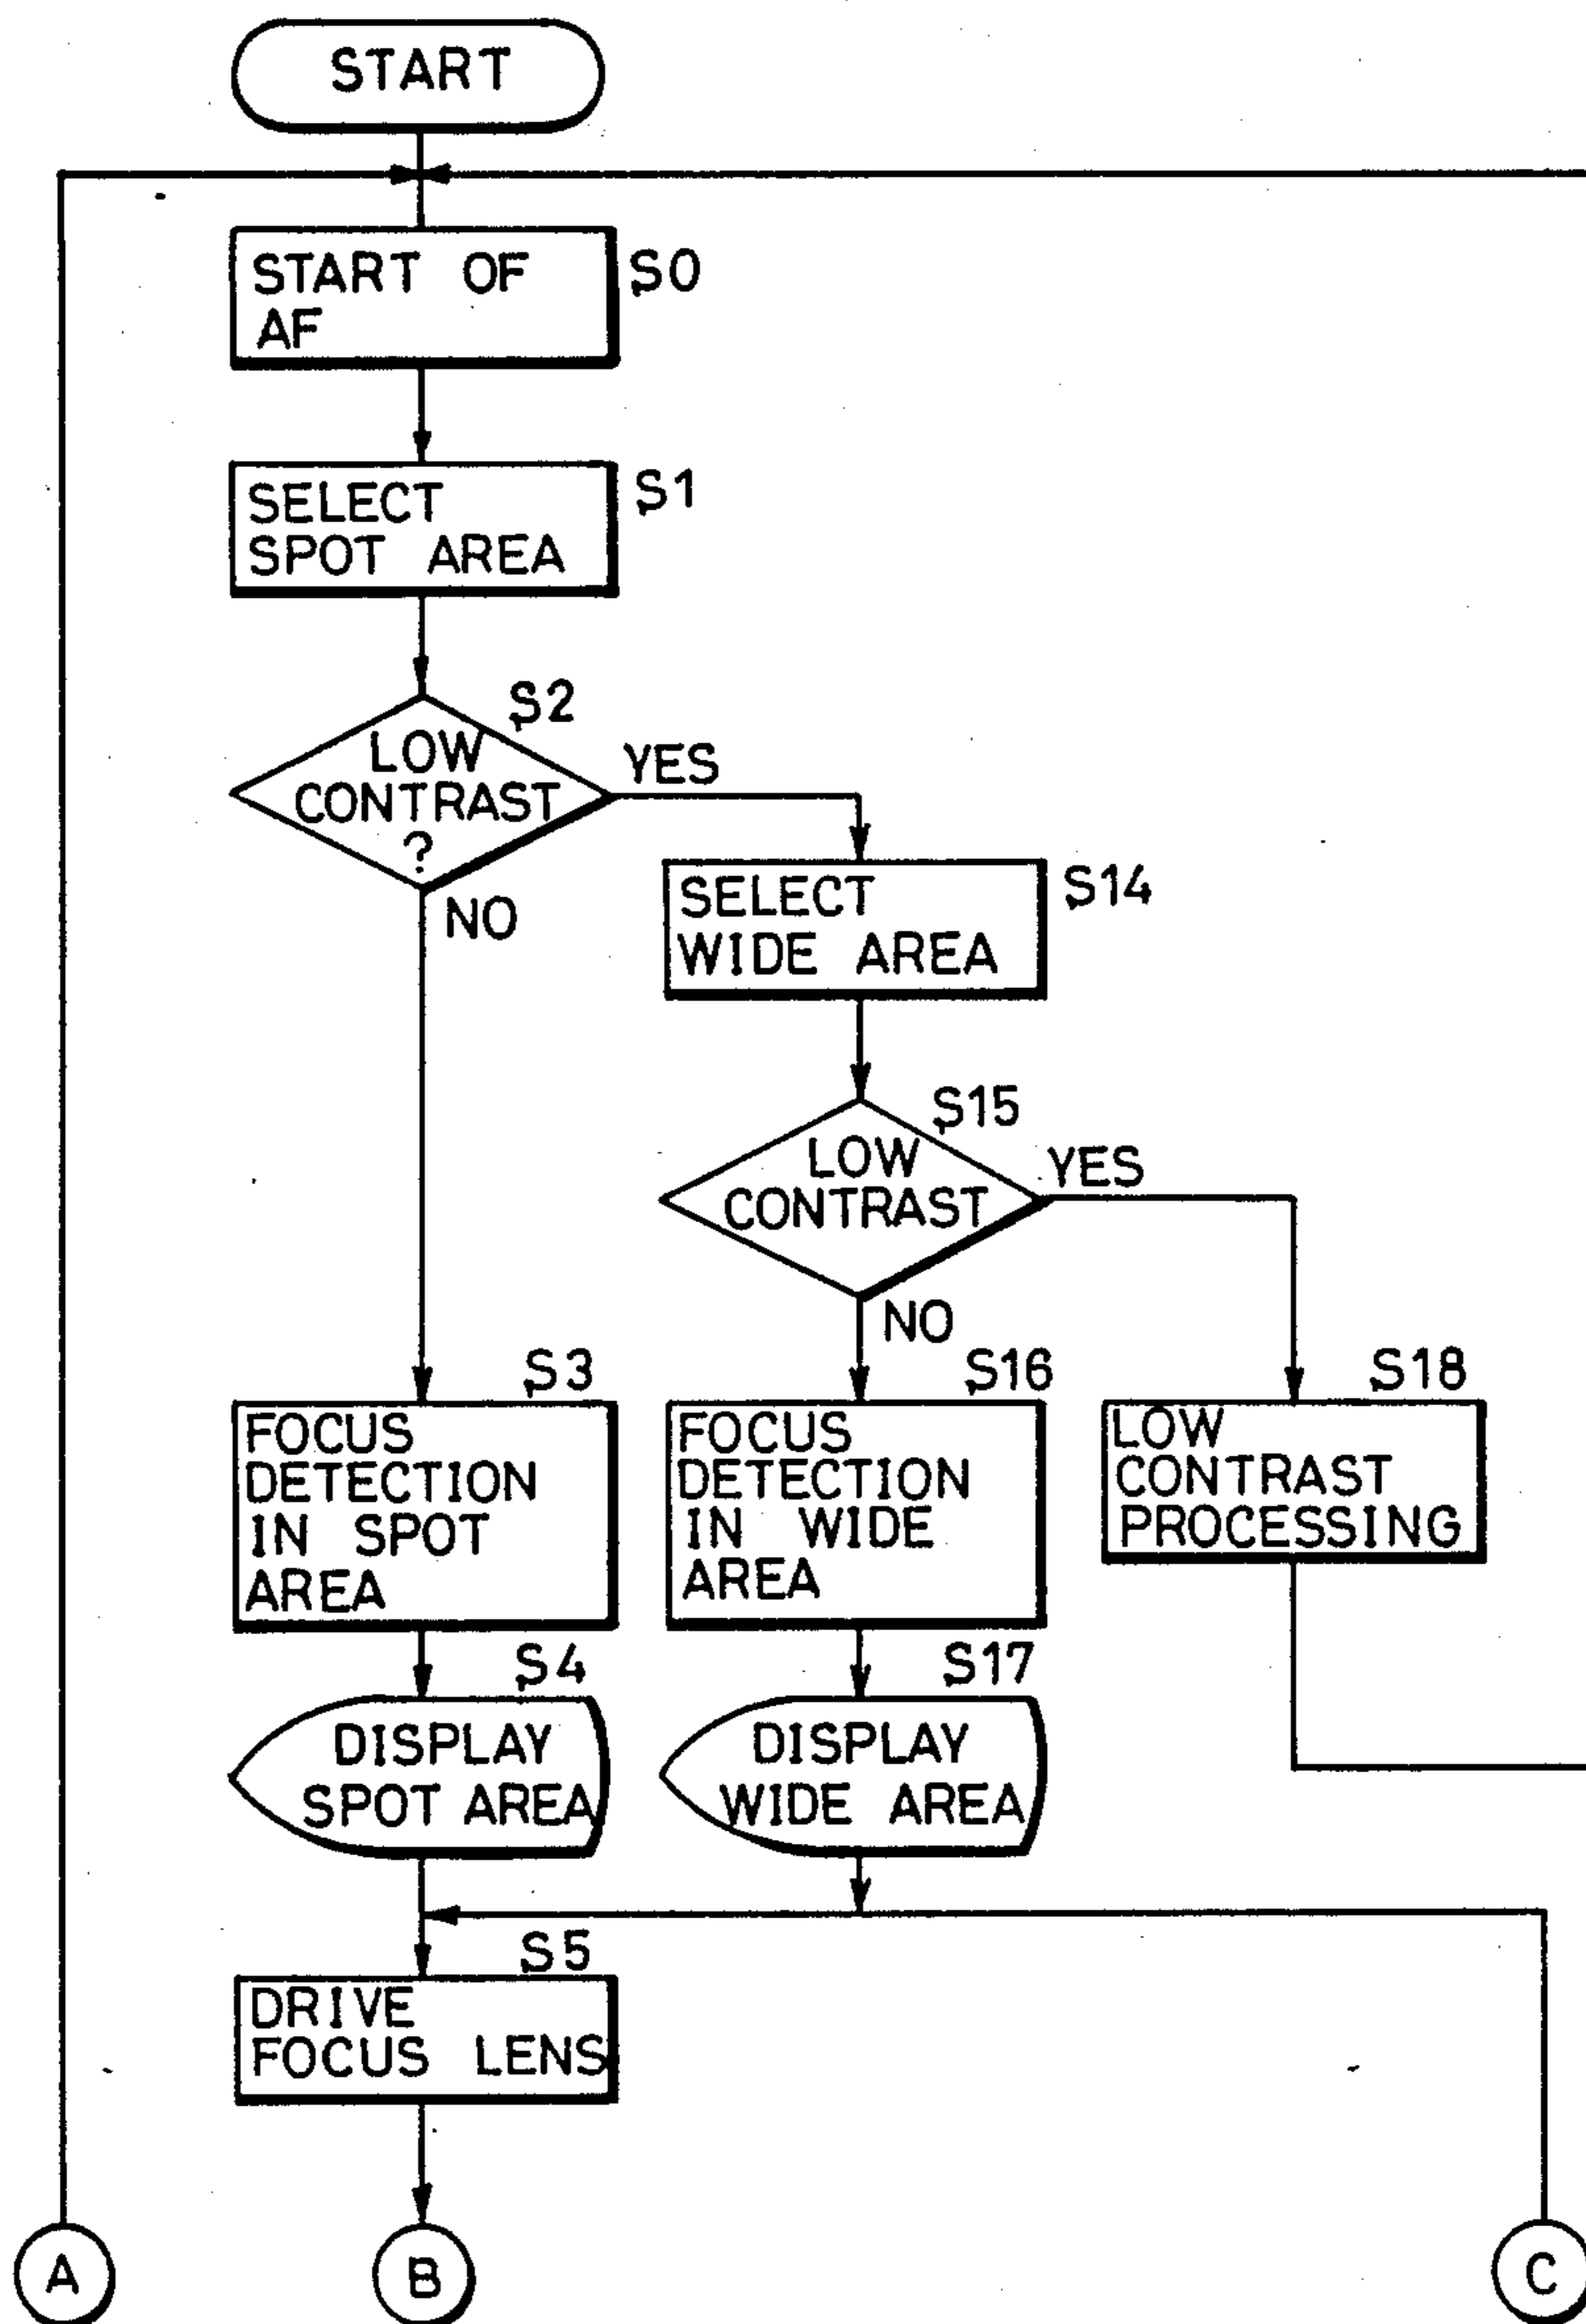 START
START OF
AF
S0
SELECT
SPOT AREA
S1
S2
LOW
CONTRAST
?
YES
NO
SELECT
WIDE AREA
S14
S15
LOW
CONTRAST
YES
NO
S3
FOCUS
DETECTION
IN SPOT
AREA
S16
FOCUS
DETECTION
IN WIDE
AREA
S18
LOW
CONTRAST
PROCESSING
S4
DISPLAY
SPOT AREA
S17
DISPLAY
WIDE AREA
S5
DRIVE
FOCUS LENS
A
B
C